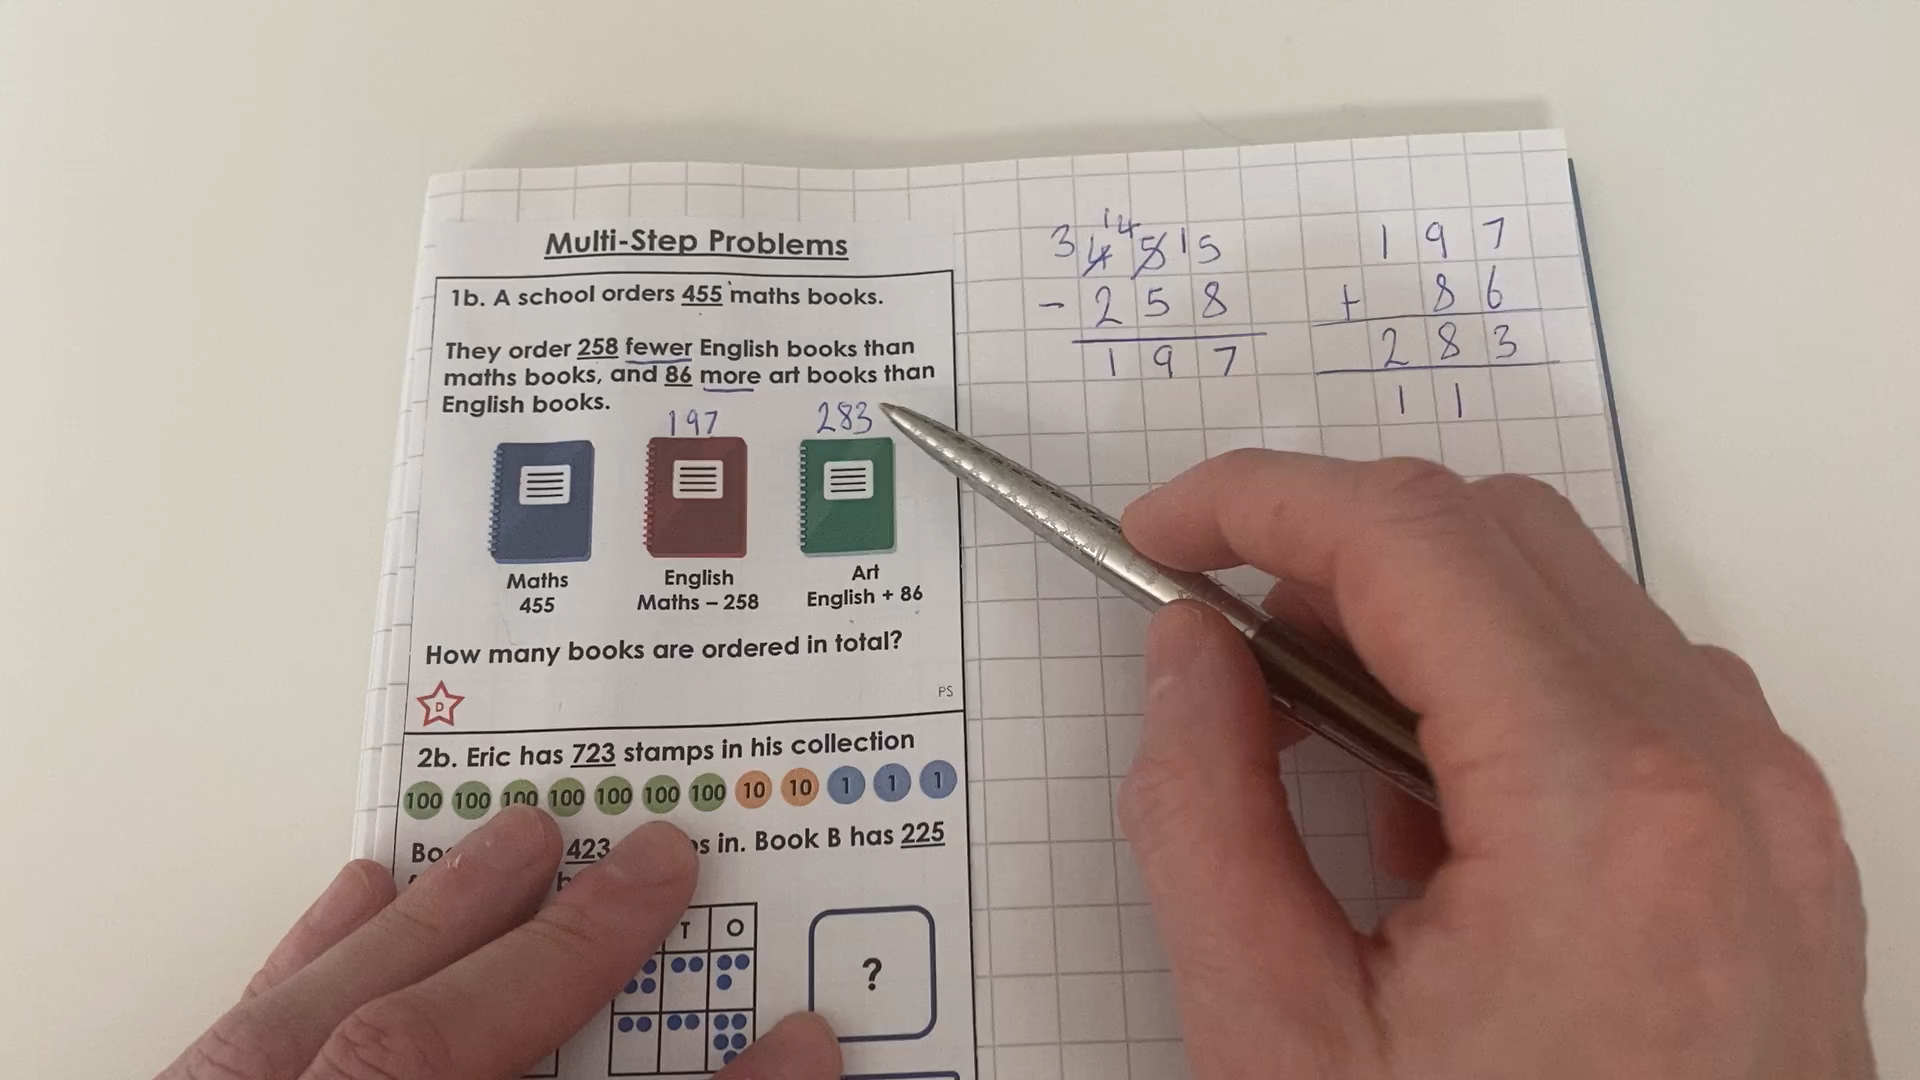 Multi-Step Problems
1b. A school orders 455 maths books.
They order 258 fewer English books than
maths books, and 86 more art books than
English books.
197 283
Maths
455
English
Maths – 258
Art
English + 86
How many books are ordered in total?
D
PS
2b. Eric has 723 stamps in his collection
100 100 100 100 100 100 100 10 10 1 1 1
423 in. Book B has 225
T O
?
3 4 14 5 15
- 2 5 8
1 9 7
1 9 7
+ 8 6
2 8 3
1 1